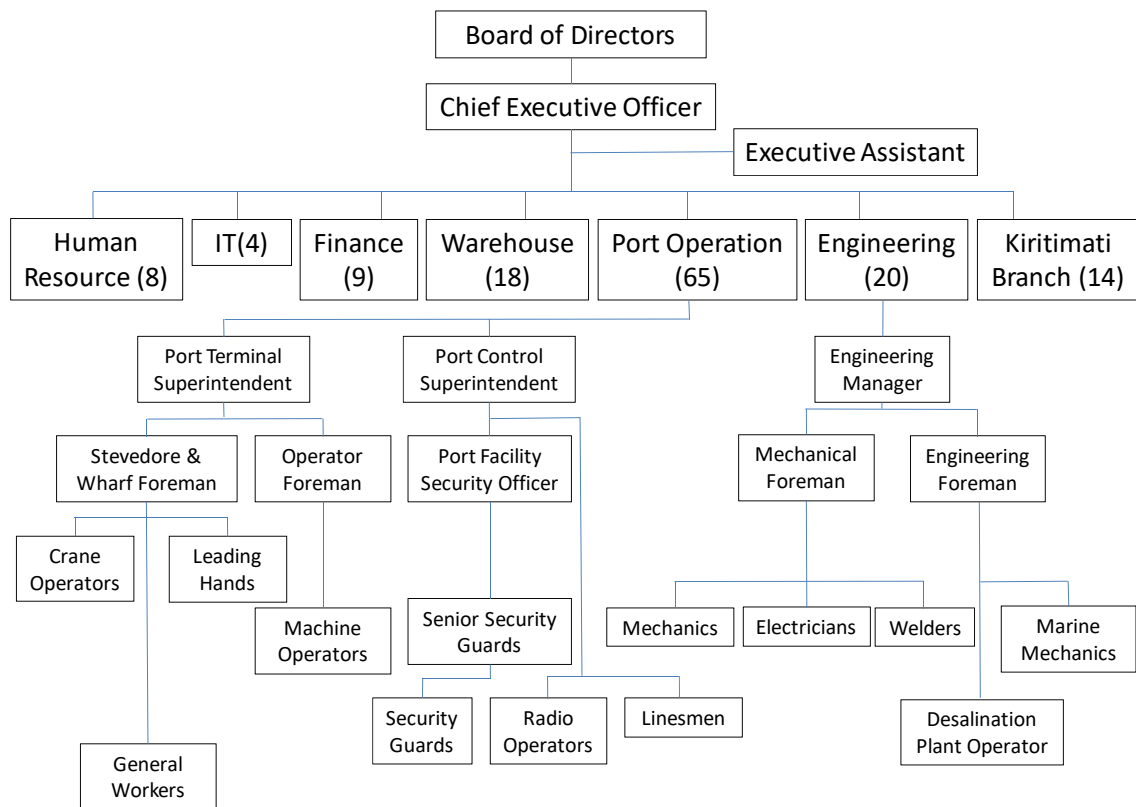 Board of Directors
Chief Executive Officer
Executive Assistant
Human
Resource (8)
IT(4)
Finance
(9)
Warehouse
(18)
Port Operation
(65)
Engineering
(20)
Kiritimati
Branch (14)
Port Terminal
Superintendent
Port Control
Superintendent
Engineering
Manager
Stevedore &
Wharf Foreman
Operator
Foreman
Port Facility
Security Officer
Mechanical
Foreman
Engineering
Foreman
Crane
Operators
Leading
Hands
Machine
Operators
Senior Security
Guards
Mechanics
Electricians
Welders
Marine
Mechanics
Security
Guards
Radio
Operators
Linesmen
Desalination
Plant Operator
General
Workers